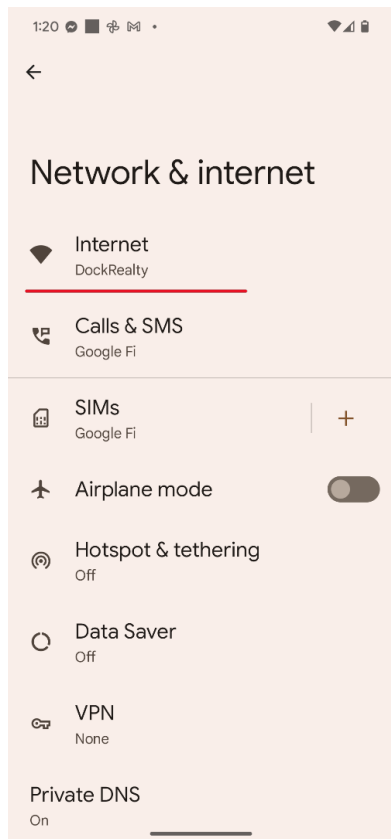 1:20
Network & internet
Internet
DockRealty
Calls & SMS
Google Fi
SIMs
Google Fi
Airplane mode
Hotspot & tethering
Off
Data Saver
Off
VPN
None
Private DNS
On